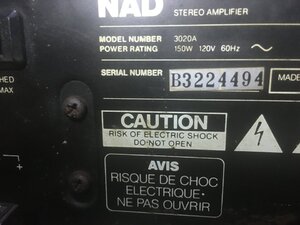 NAD STEREO AMPLIFIER
MODEL NUMBER 3020A
POWER RATING 150W 120V 60Hz
SERIAL NUMBER B3224494 MADE
SHED
MAX
CAUTION
RISK OF ELECTRIC SHOCK
DO·NOT OPEN
AVIS
RISQUE DE CHOC
ELECTRIQUE·
NE PAS OUVRIR